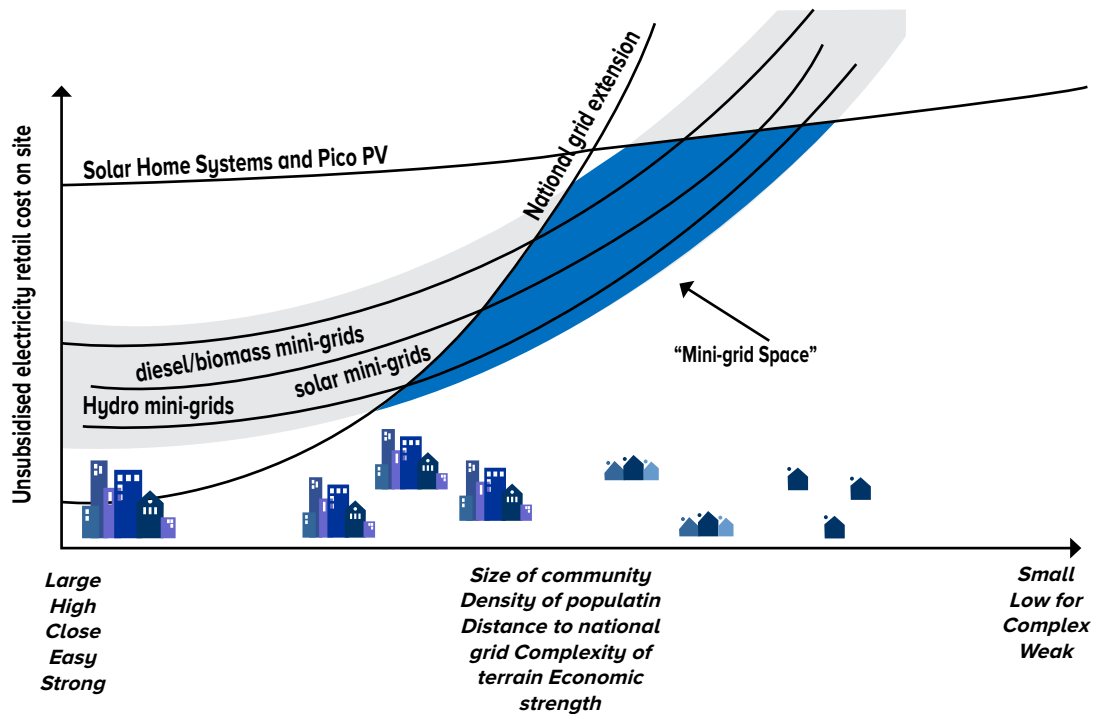 Unsubsidised electricity retail cost on site
Solar Home Systems and Pico PV
National grid extension
diesel/biomass mini-grids
solar mini-grids
Hydro mini-grids
“Mini-grid Space”
Large
High
Close
Easy
Strong
Size of community
Density of populatin
Distance to national
grid Complexity of
terrain Economic
strength
Small
Low for
Complex
Weak